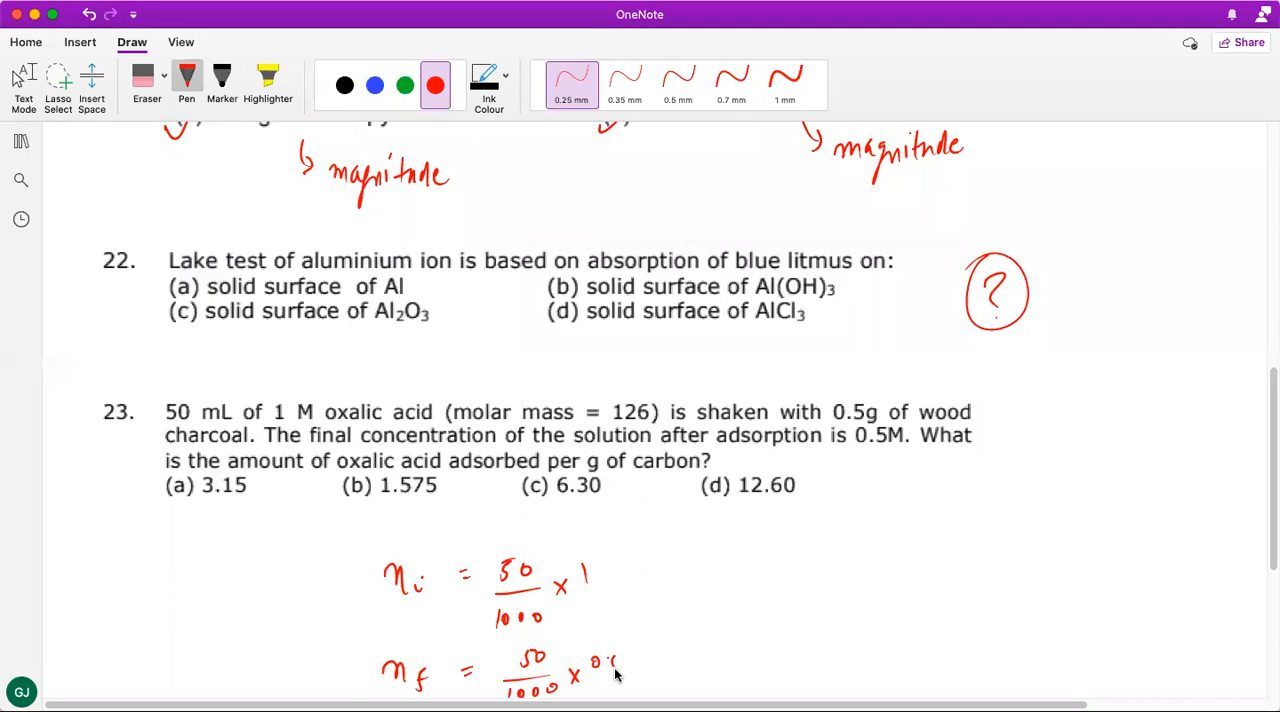 OneNote
Home Insert Draw View Share
Text Mode Lasso Select Insert Space Eraser Pen Marker Highlighter Ink Colour 0.25 mm 0.35 mm 0.5 mm 0.7 mm 1 mm
magnitude magnitude
22. Lake test of aluminium ion is based on absorption of blue litmus on:
(a) solid surface of Al (b) solid surface of Al(OH)3
(c) solid surface of Al₂O₃ (d) solid surface of AlCl₃
?
23. 50 mL of 1 M oxalic acid (molar mass = 126) is shaken with 0.5g of wood
charcoal. The final concentration of the solution after adsorption is 0.5M. What
is the amount of oxalic acid adsorbed per g of carbon?
(a) 3.15 (b) 1.575 (c) 6.30 (d) 12.60
nᵢ = 50/1000 × 1
n_f = 50/1000 × 0.
GJ